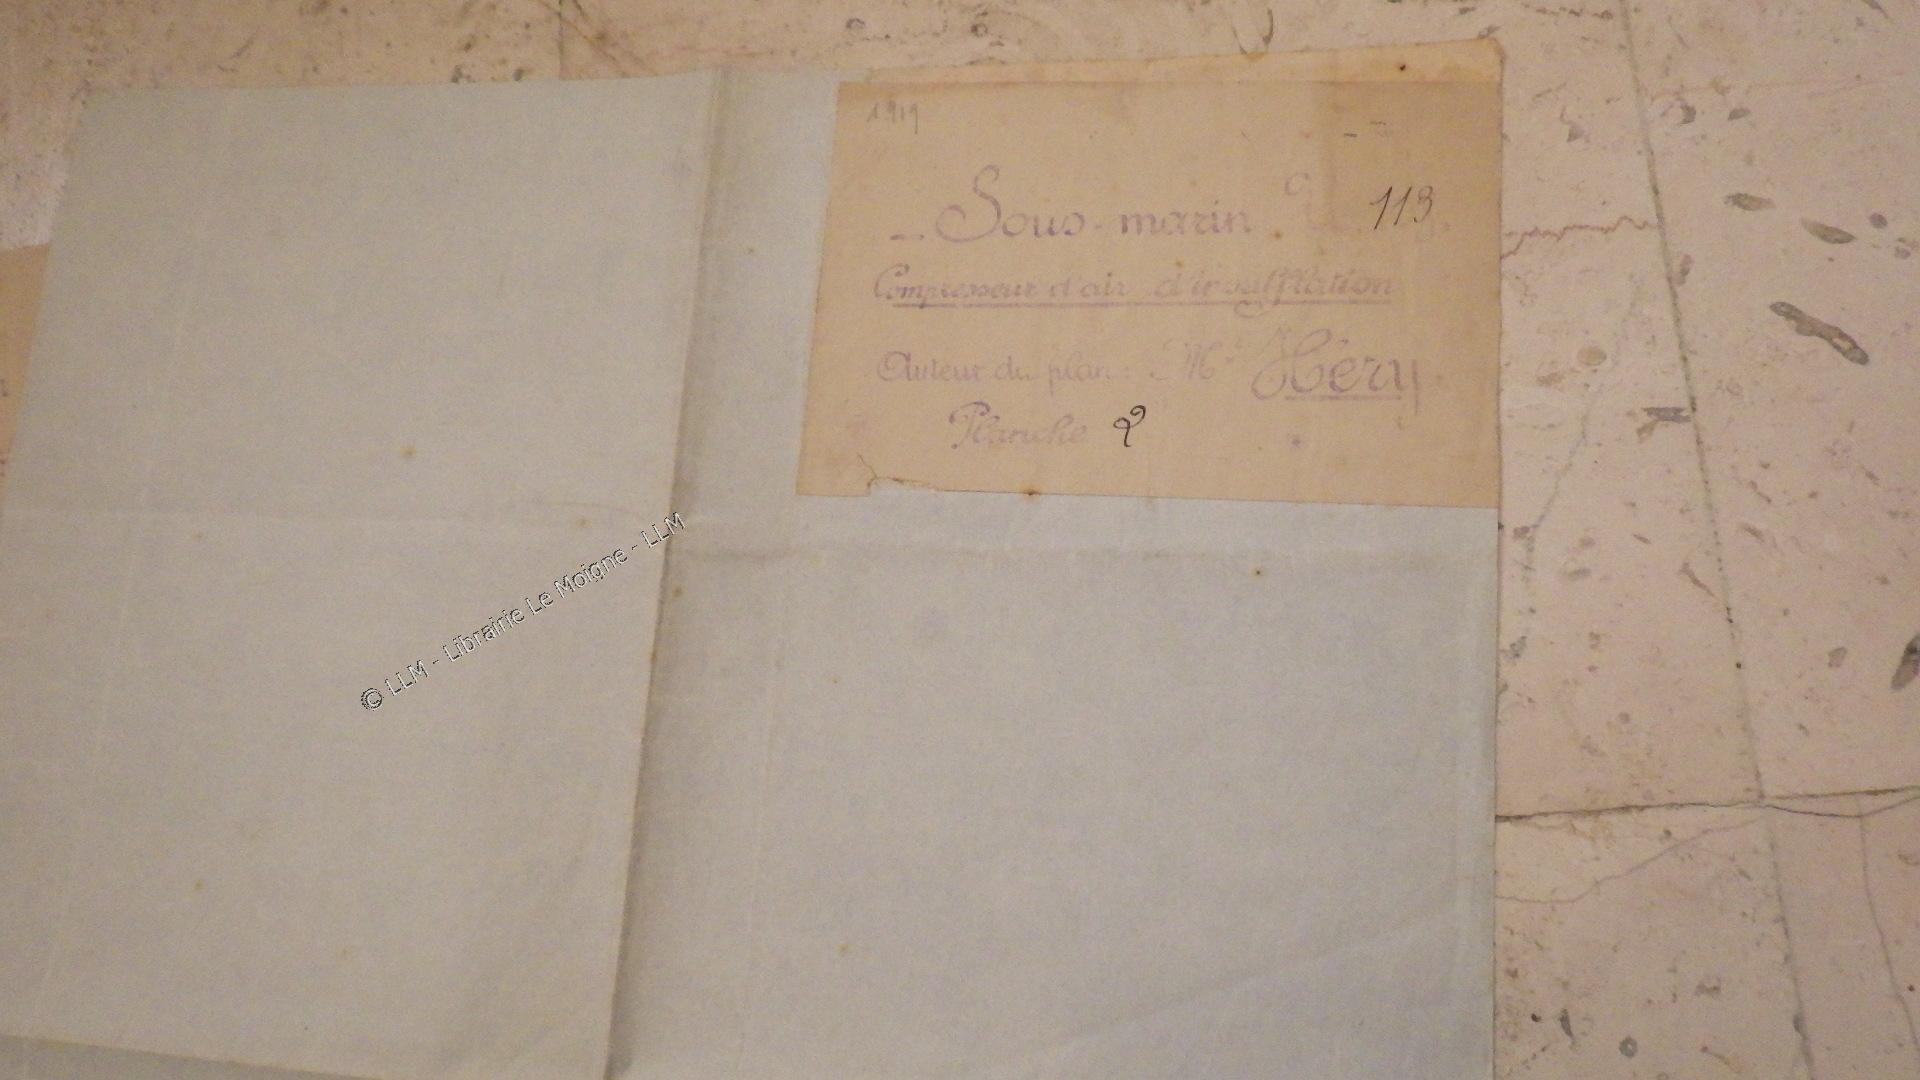 1919
- Sous-marin U 113
Compresseur d'air d'insufflation
Auteur du plan: Mr Héry
Planche 2
© LLM - Librairie Le Moigne - LLM